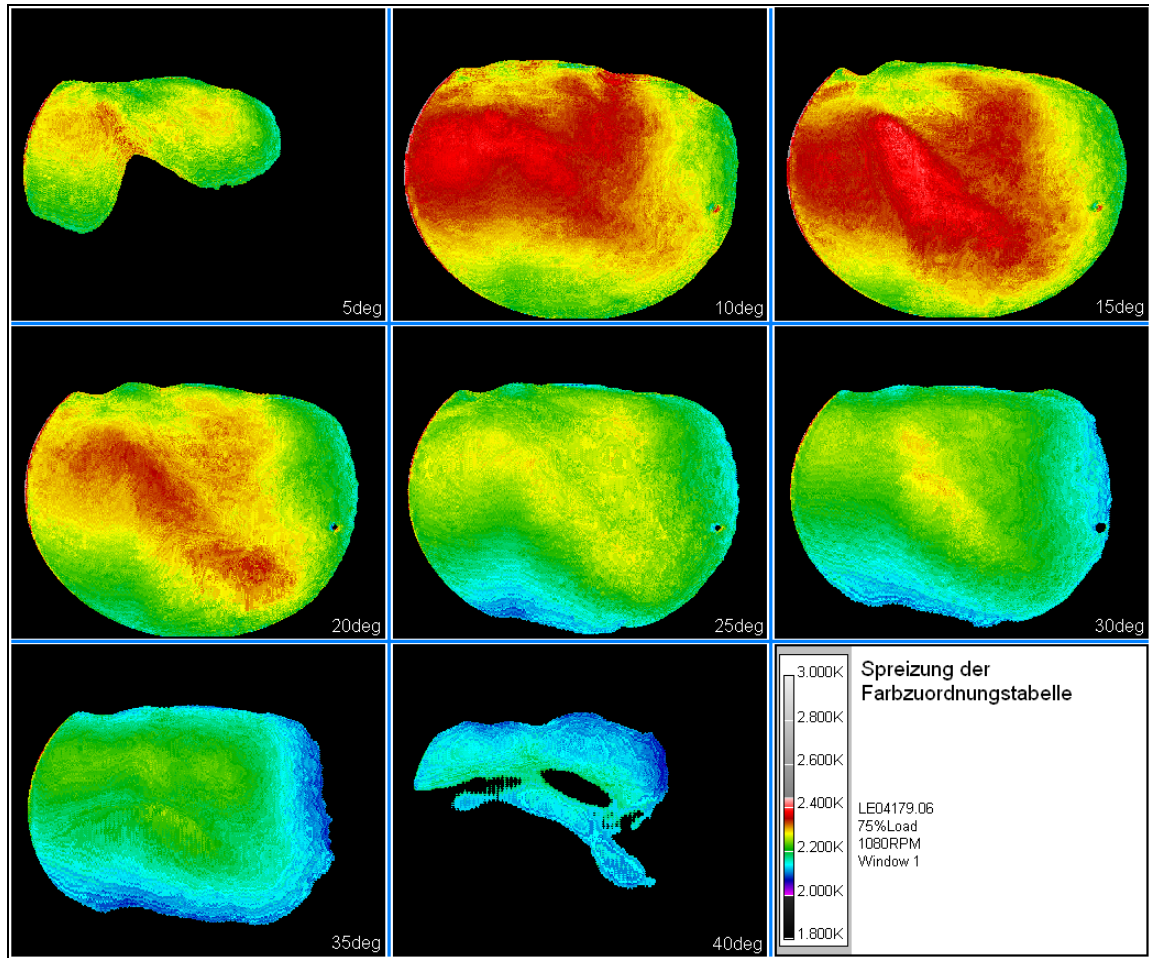 5deg
10deg
15deg
20deg
25deg
30deg
35deg
40deg
3.000K
2.800K
2.600K
2.400K
2.200K
2.000K
1.800K
Spreizung der
Farbzuordnungstabelle
LE04179.06
75%Load
1080RPM
Window 1